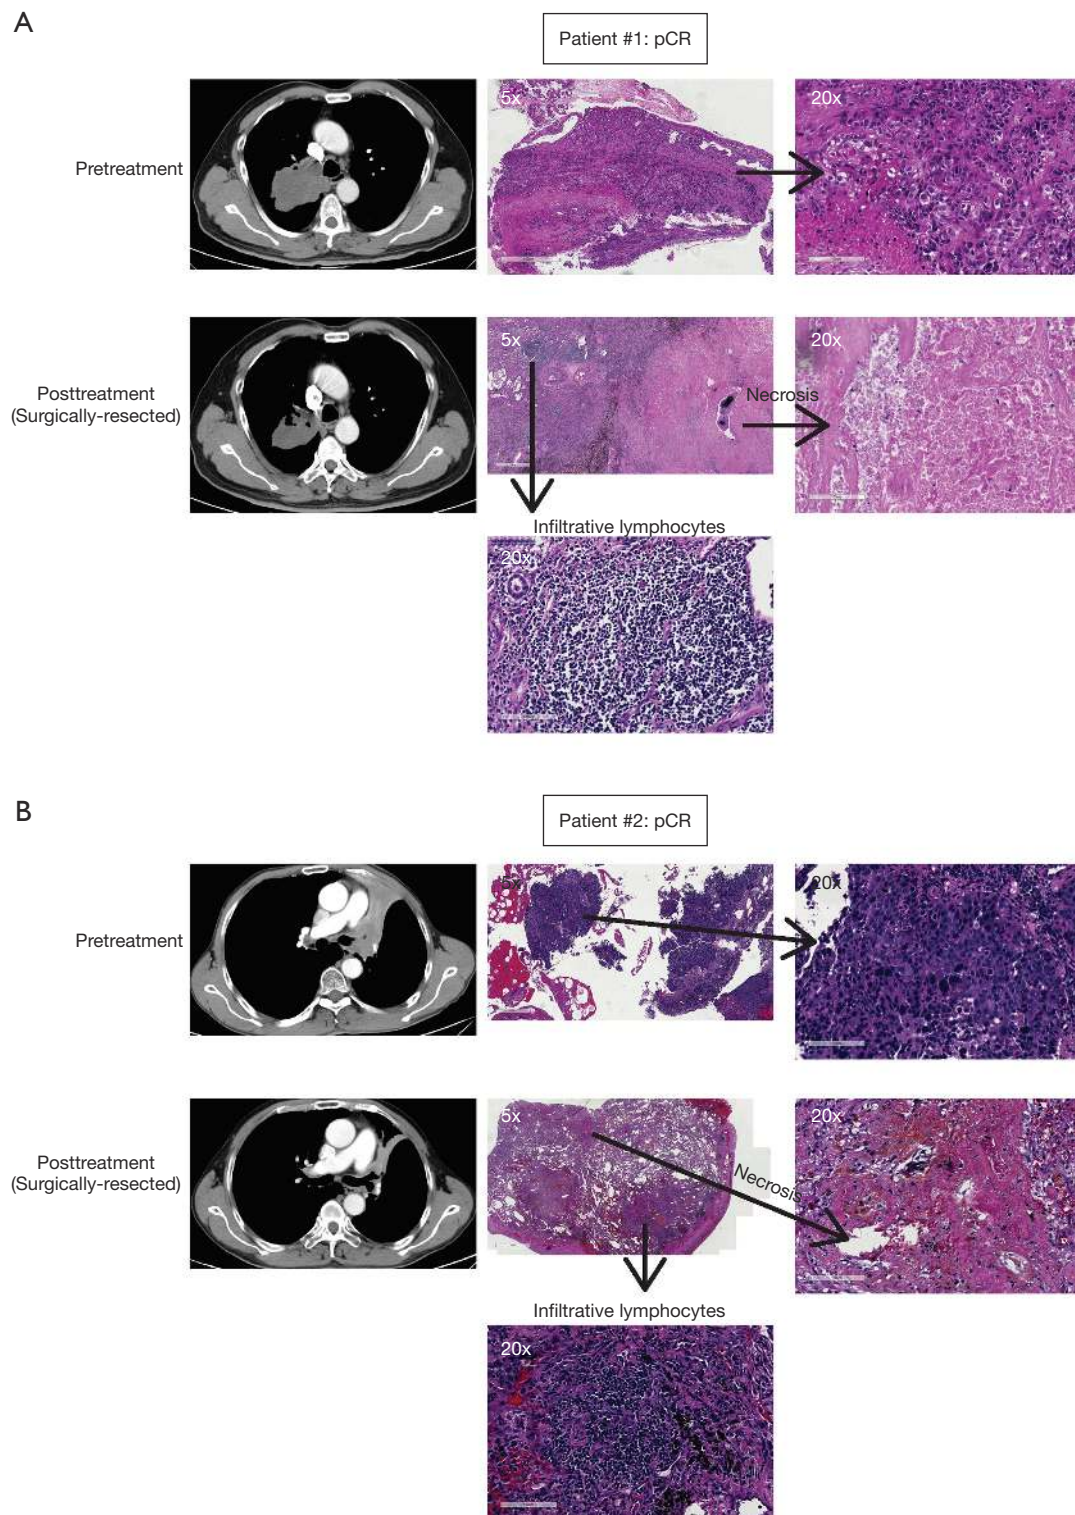 A
Patient #1: pCR
Pretreatment
5x
20x
Posttreatment
(Surgically-resected)
5x
Necrosis
20x
Infiltrative lymphocytes
20x
B
Patient #2: pCR
Pretreatment
5x
20x
Posttreatment
(Surgically-resected)
5x
Necrosis
20x
Infiltrative lymphocytes
20x